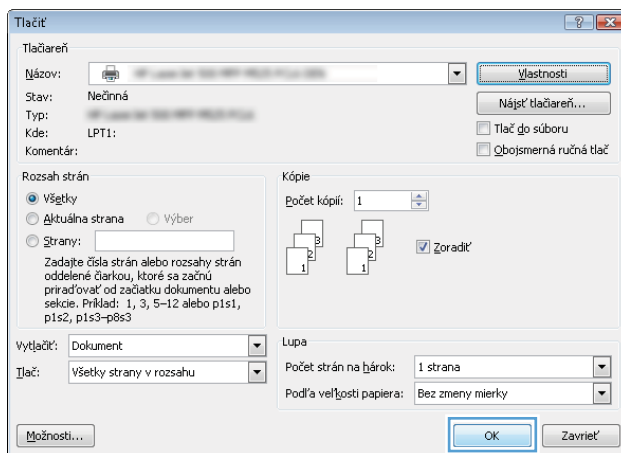 Tlačiť
Tlačiareň
Názov:
Vlastnosti
Stav: Nečinná
Nájsť tlačiareň...
Typ:
Kde: LPT1:
Tlač do súboru
Komentár:
Obojsmerná ručná tlač
Rozsah strán
Všetky
Aktuálna strana Výber
Strany:
Zadajte čísla strán alebo rozsahy strán
oddelené čiarkou, ktoré sa začnú
priraďovať od začiatku dokumentu alebo
sekcie. Príklad: 1, 3, 5–12 alebo p1s1,
p1s2, p1s3–p8s3
Kópie
Počet kópií: 1
3 3
2 2
1 1
Zoradiť
Vytlačiť: Dokument
Tlač: Všetky strany v rozsahu
Lupa
Počet strán na hárok: 1 strana
Podľa veľkosti papiera: Bez zmeny mierky
Možnosti...
OK
Zavrieť